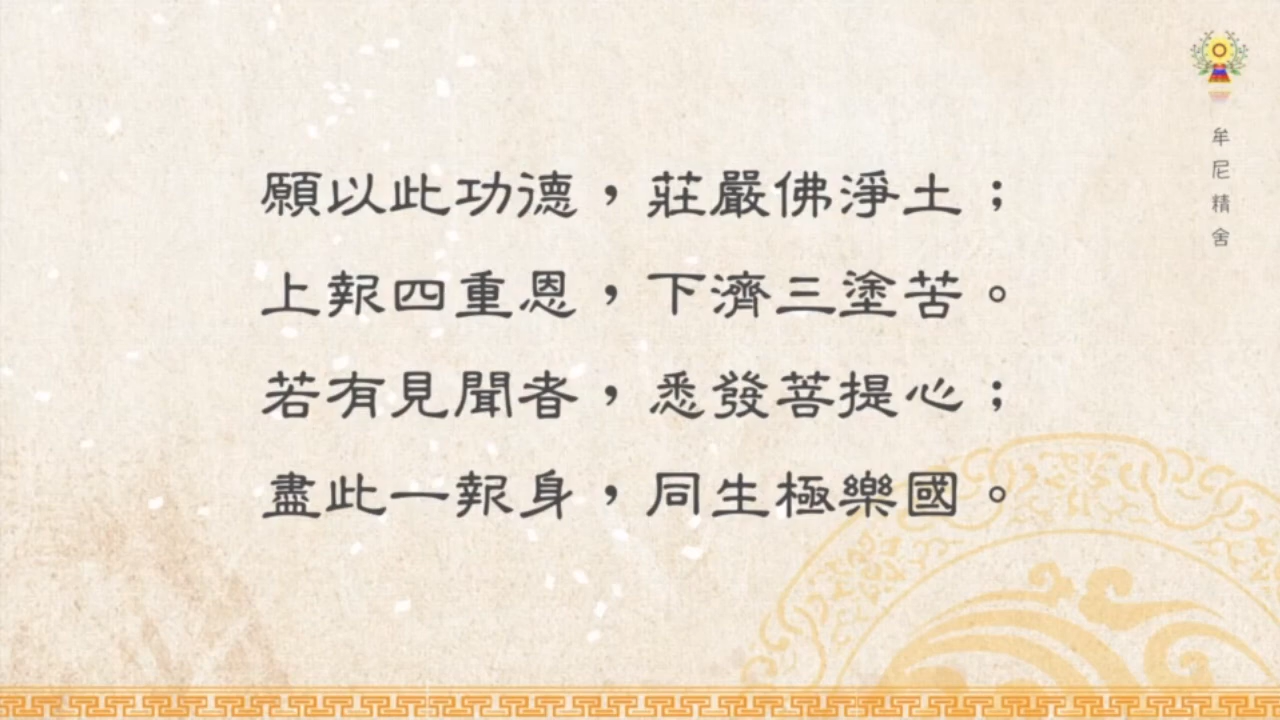 願以此功德，莊嚴佛淨土；
上報四重恩，下濟三塗苦。
若有見聞者，悉發菩提心；
盡此一報身，同生極樂國。
牟尼精舍